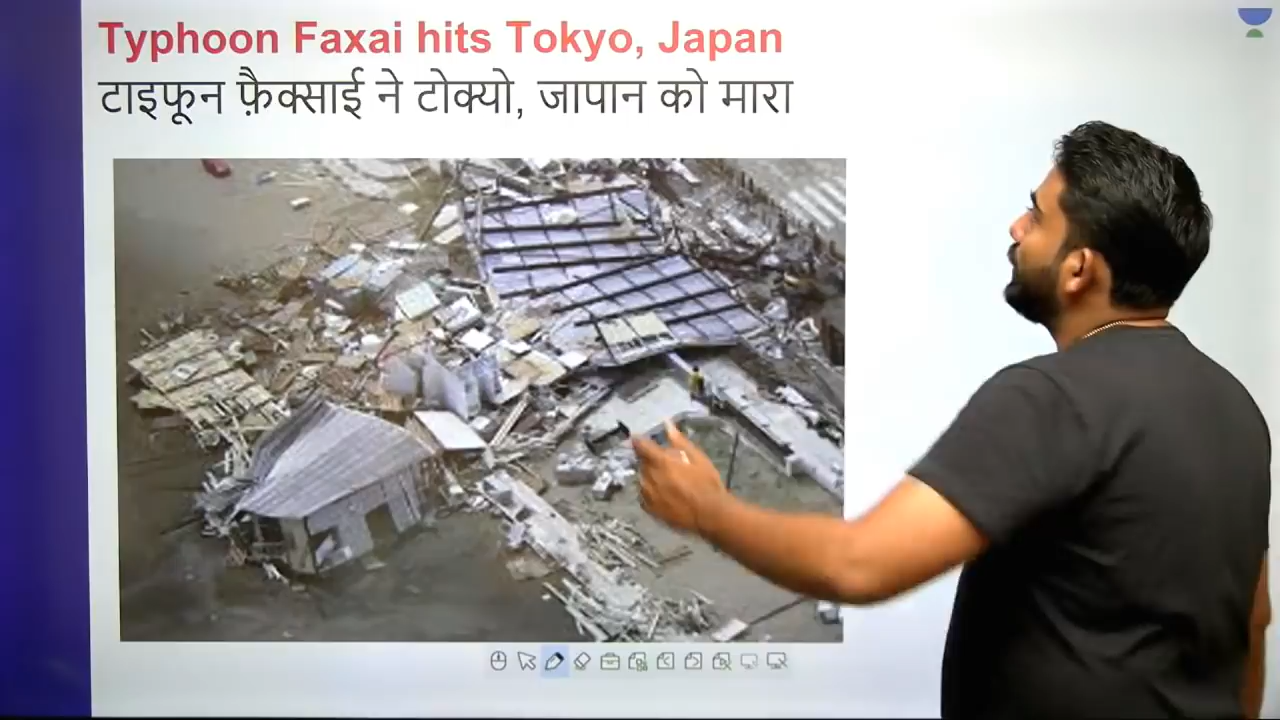 Typhoon Faxai hits Tokyo, Japan
टाइफून फ़ैक्साई ने टोक्यो, जापान को मारा